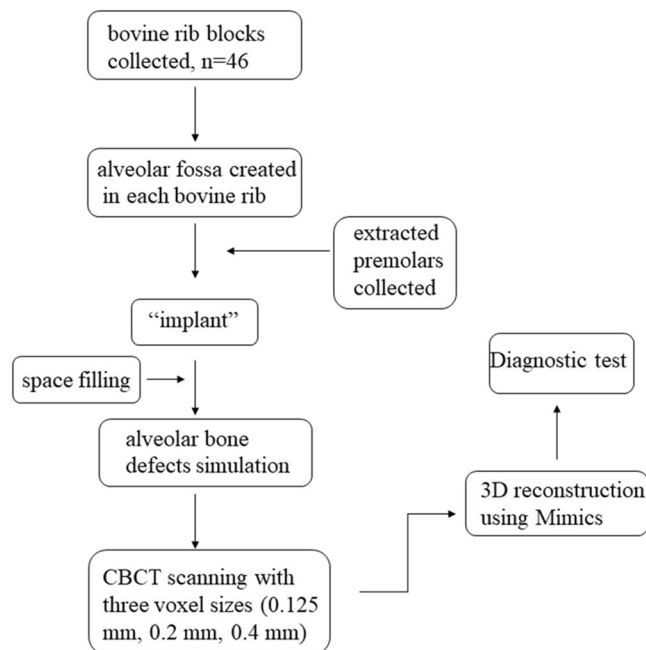 bovine rib blocks
collected, n=46
alveolar fossa created
in each bovine rib
extracted
premolars
collected
“implant”
space filling
alveolar bone
defects simulation
CBCT scanning with
three voxel sizes (0.125
mm, 0.2 mm, 0.4 mm)
3D reconstruction
using Mimics
Diagnostic test